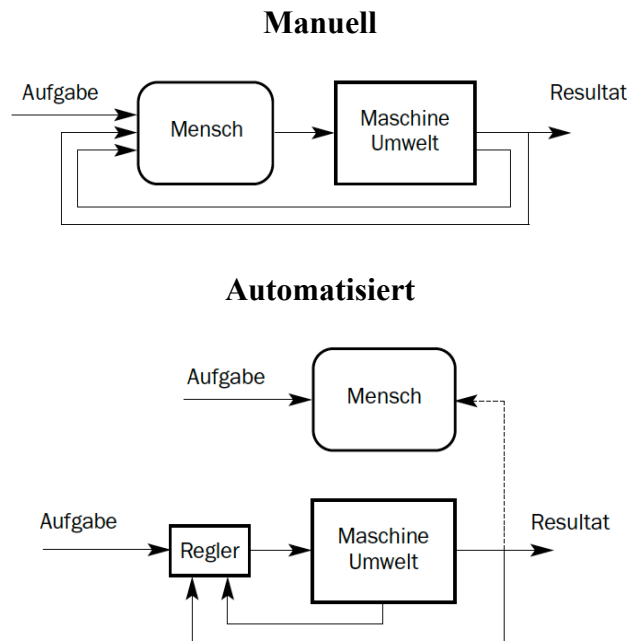 Manuell
Aufgabe
Resultat
Mensch
Maschine
Umwelt
Automatisiert
Aufgabe
Mensch
Aufgabe
Regler
Maschine
Umwelt
Resultat